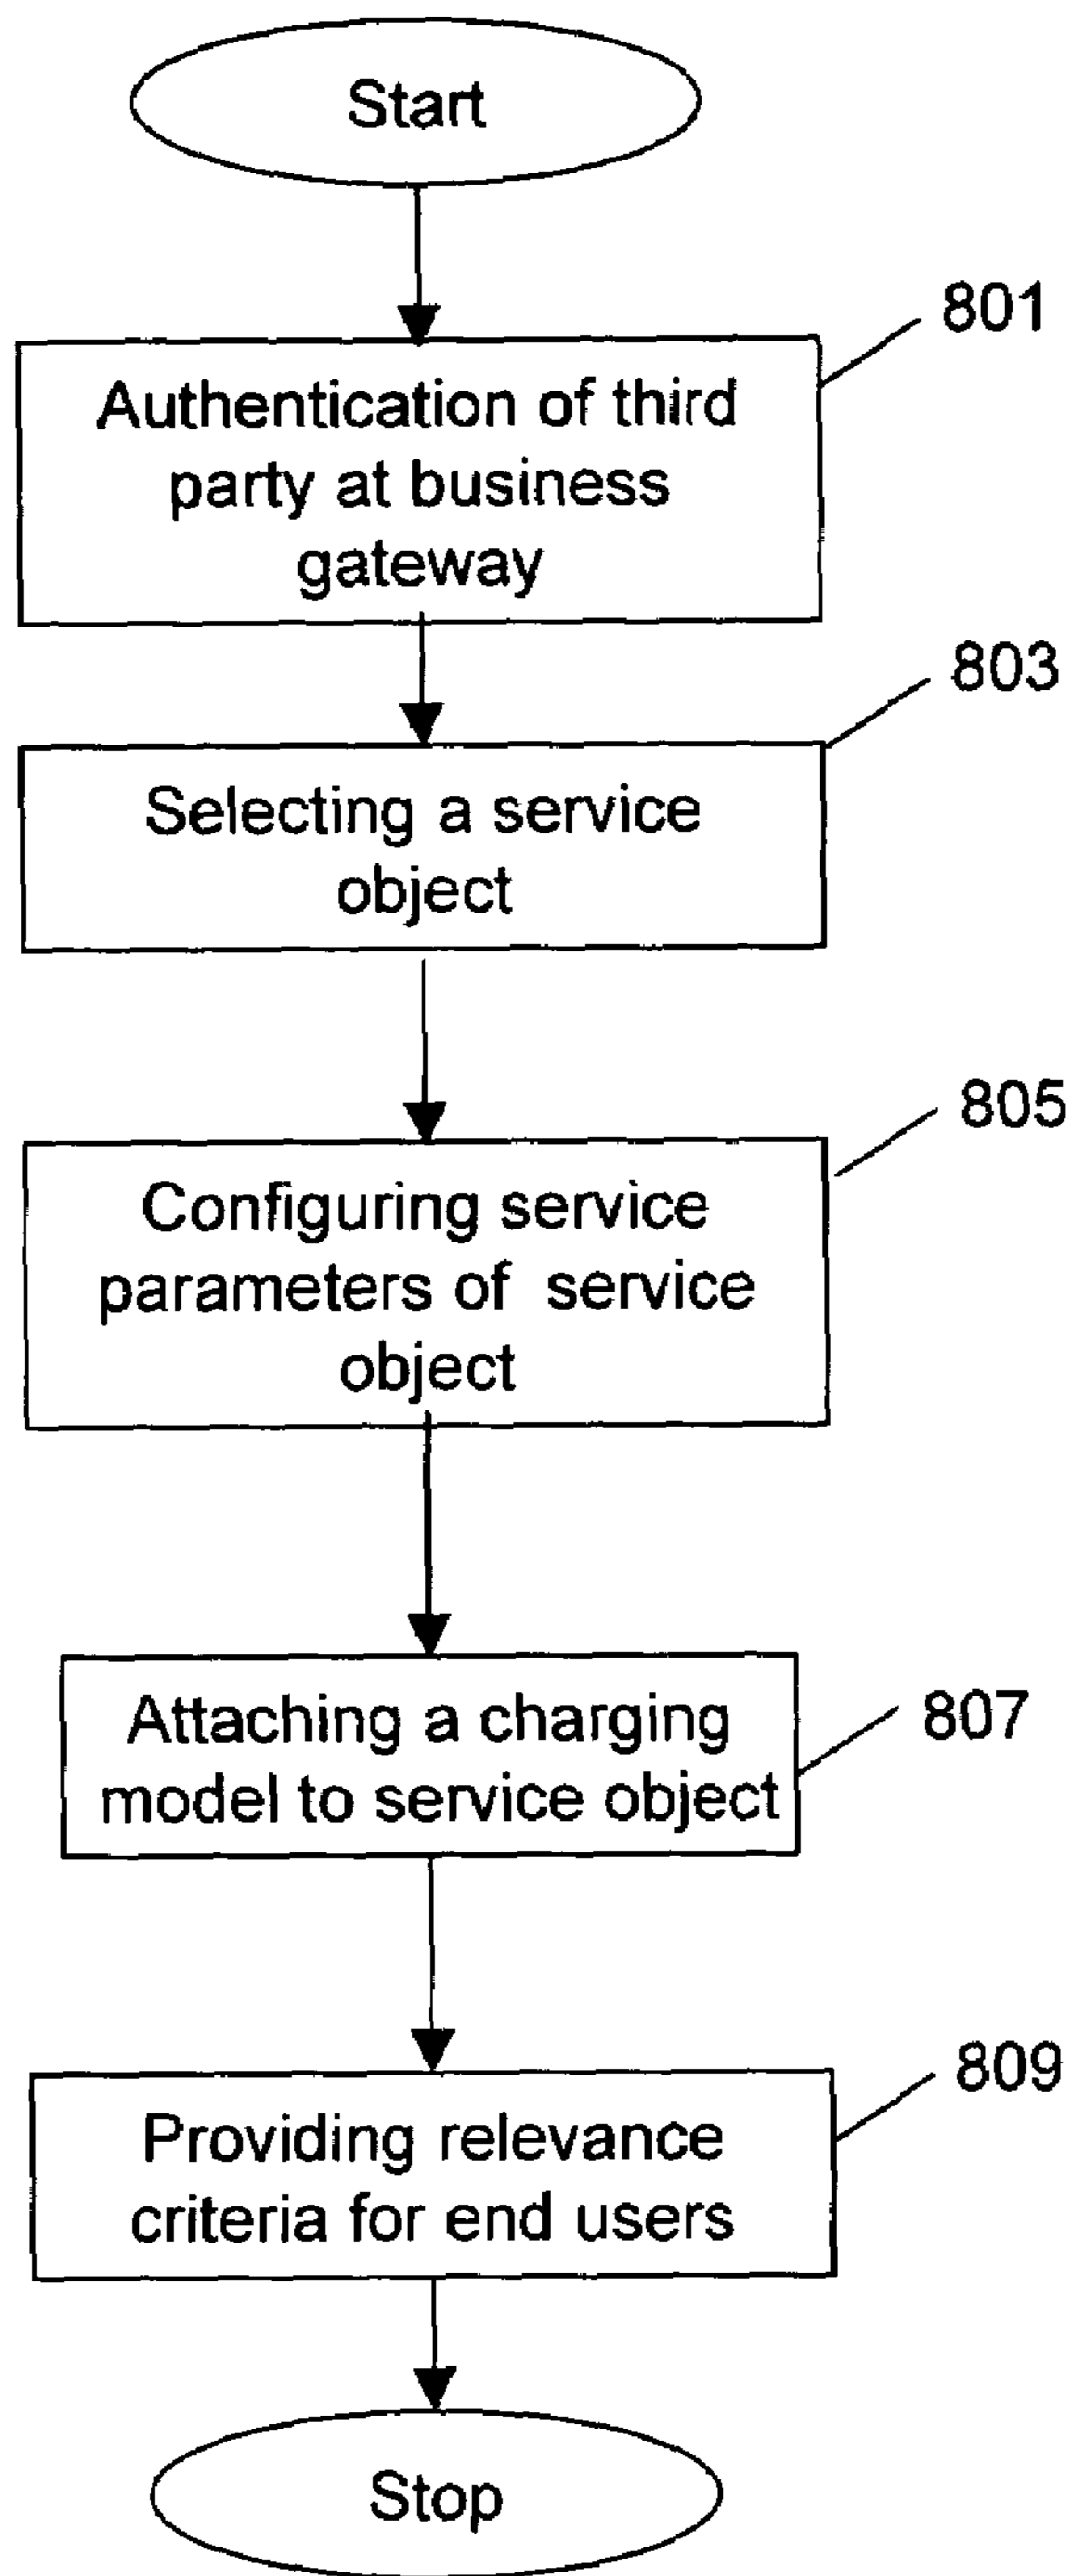 Start
801
Authentication of third
party at business
gateway
803
Selecting a service
object
805
Configuring service
parameters of service
object
Attaching a charging
model to service object
807
809
Providing relevance
criteria for end users
Stop